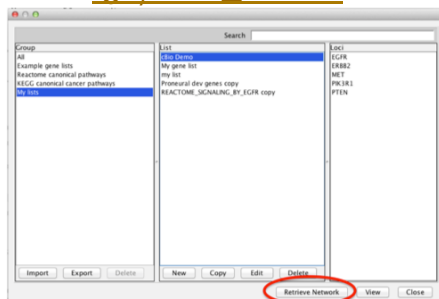 Search
Group
All
Example gene lists
Reactome canonical pathways
KEGG canonical cancer pathways
My lists
Import Export Delete
List
cBio Demo
My gene list
my list
Proneural dev genes copy
REACTOME_SIGNALING_BY_EGFR copy
New Copy Edit Delete
Loci
EGFR
ERBB2
MET
PIK3R1
PTEN
Retrieve Network View Close